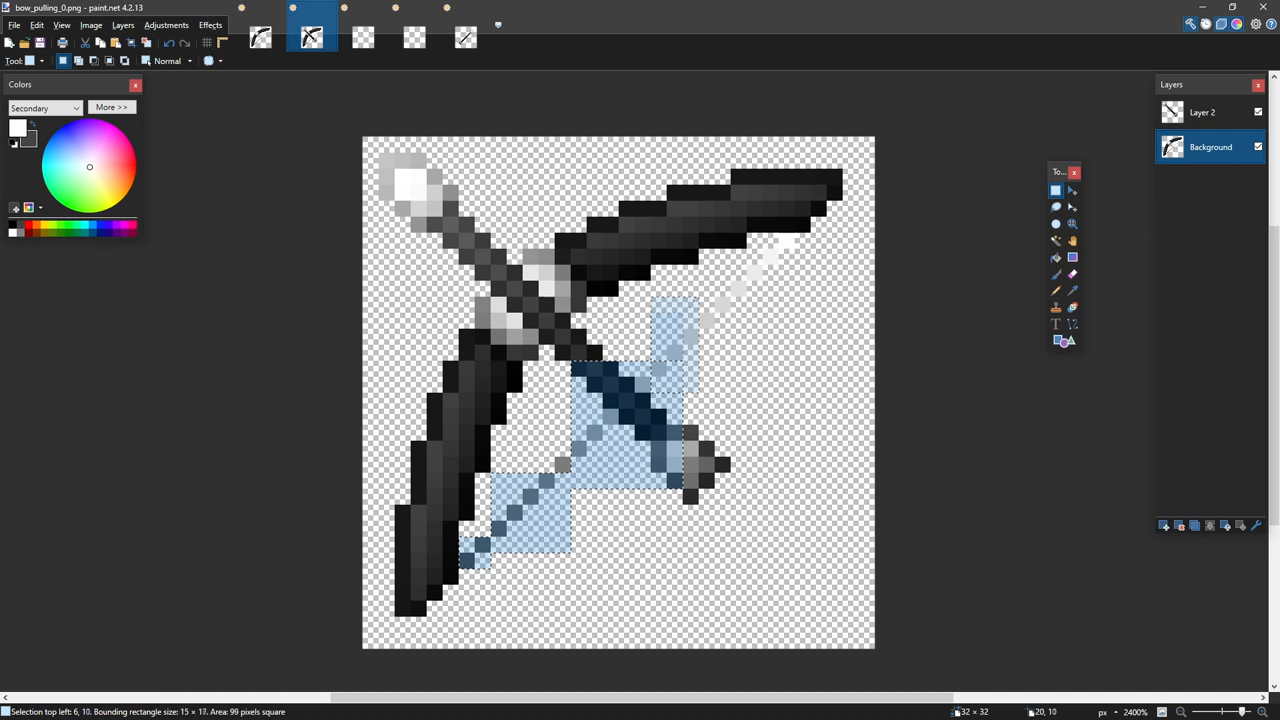 bow_pulling_0.png - paint.net 4.2.13
File Edit View Image Layers Adjustments Effects
Tool: Normal
Colors
Secondary More >>
Layers
Layer 2
Background
To...
T
Selection top left: 6, 10. Bounding rectangle size: 15 × 17. Area: 99 pixels square
32 × 32
20, 10
px
2400%